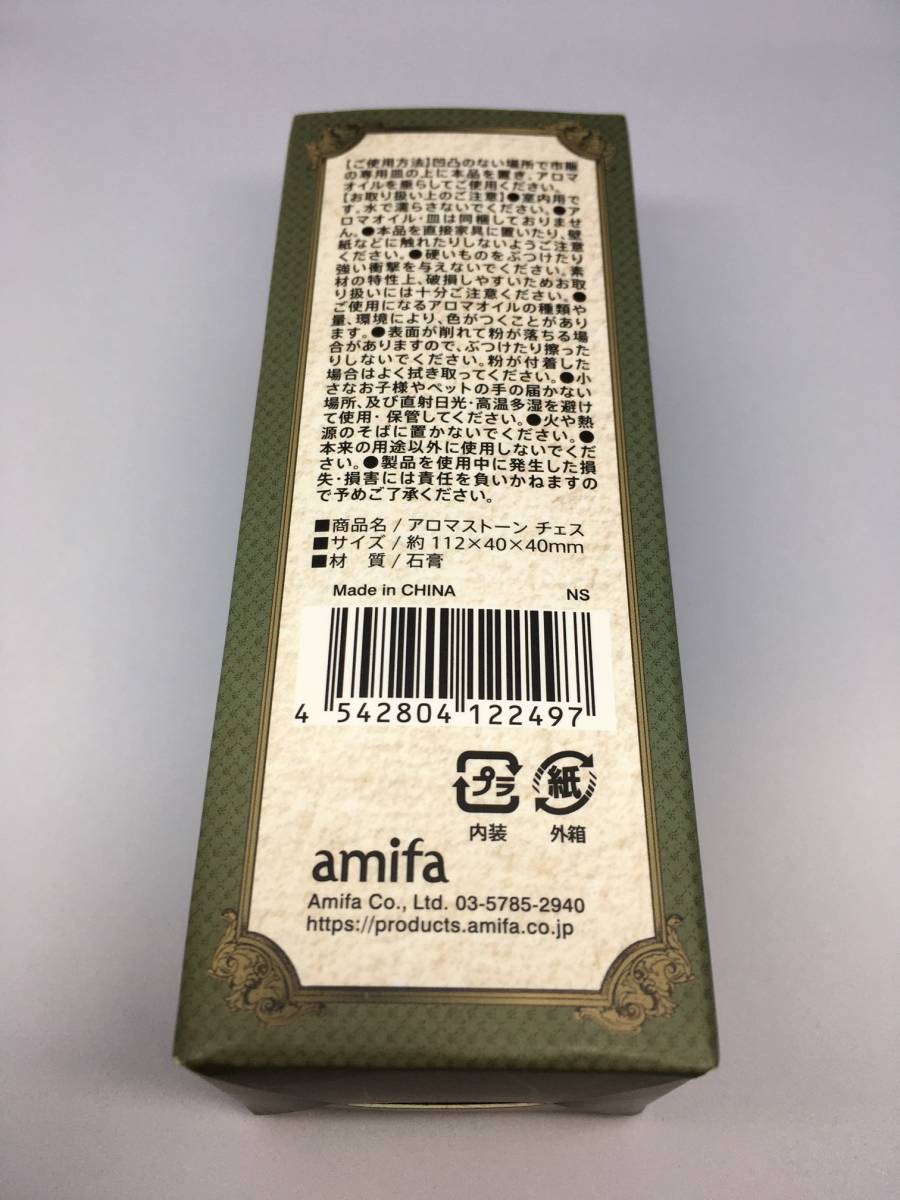 【ご使用方法】凹凸のない場所で市販
の専用皿の上に本品を置き、アロマ
オイルを垂らしてご使用ください。
【お取り扱い上のご注意】●室内用で
す。水で濡らさないでください。●ア
ロマオイル・皿は同梱しておりませ
ん。●本品を直接家具に置いたり、壁
紙などに触れたりしないようご注意
ください。●硬いものをぶつけたり
強い衝撃を与えないでください。素
材の特性上、破損しやすいためお取
り扱いには十分ご注意ください。●
ご使用になるアロマオイルの種類や
量、環境により、色がつくことがあり
ます。●表面が削れて粉が落ちる場
合がありますので、ぶつけたり擦った
りしないでください。粉が付着した
場合はよく拭き取ってください。●小
さなお子様やペットの手の届かない
場所、及び直射日光・高温多湿を避け
て使用・保管してください。●火や熱
源のそばに置かないでください。●
本来の用途以外に使用しないでくだ
さい。●製品を使用中に発生した損
失・損害には責任を負いかねますの
で予めご了承ください。
■商品名/アロマストーン チェス
■サイズ/約112×40×40mm
■材 質/石膏
Made in CHINA NS
4 542804 122497
プラ 紙
内装 外箱
amifa
Amifa Co., Ltd. 03-5785-2940
https://products.amifa.co.jp